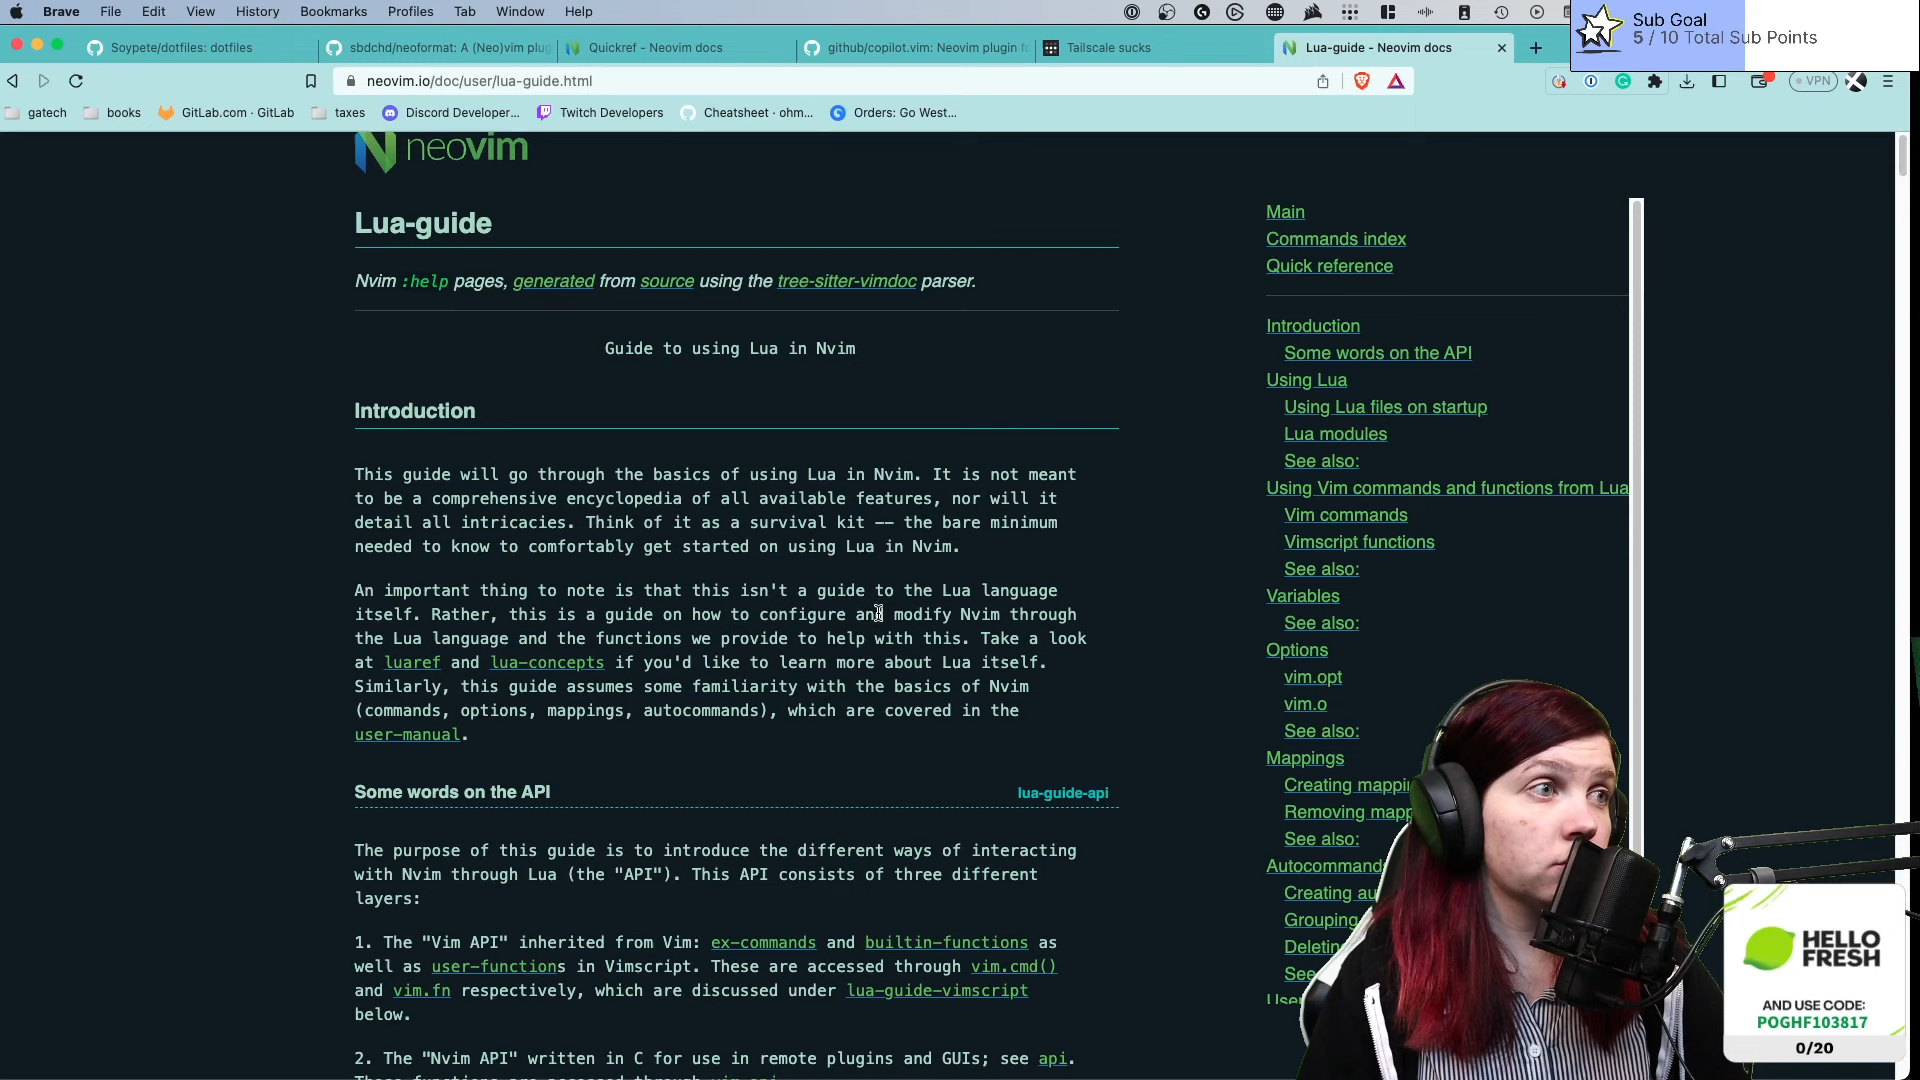 Brave File Edit View History Bookmarks Profiles Tab Window Help
Sub Goal
5 / 10 Total Sub Points
Soypete/dotfiles: dotfiles
sbdchd/neoformat: A (Neo)vim plug
Quickref - Neovim docs
github/copilot.vim: Neovim plugin fo
Tailscale sucks
Lua-guide - Neovim docs
neovim.io/doc/user/lua-guide.html
VPN
gatech books GitLab.com · GitLab taxes Discord Developer... Twitch Developers Cheatsheet · ohm... Orders: Go West...
neovim
Lua-guide
Nvim :help pages, generated from source using the tree-sitter-vimdoc parser.
Guide to using Lua in Nvim
Introduction
This guide will go through the basics of using Lua in Nvim. It is not meant
to be a comprehensive encyclopedia of all available features, nor will it
detail all intricacies. Think of it as a survival kit -- the bare minimum
needed to know to comfortably get started on using Lua in Nvim.
An important thing to note is that this isn't a guide to the Lua language
itself. Rather, this is a guide on how to configure and modify Nvim through
the Lua language and the functions we provide to help with this. Take a look
at luaref and lua-concepts if you'd like to learn more about Lua itself.
Similarly, this guide assumes some familiarity with the basics of Nvim
(commands, options, mappings, autocommands), which are covered in the
user-manual.
Some words on the API lua-guide-api
The purpose of this guide is to introduce the different ways of interacting
with Nvim through Lua (the "API"). This API consists of three different
layers:
1. The "Vim API" inherited from Vim: ex-commands and builtin-functions as
well as user-functions in Vimscript. These are accessed through vim.cmd()
and vim.fn respectively, which are discussed under lua-guide-vimscript
below.
2. The "Nvim API" written in C for use in remote plugins and GUIs; see api.
Main
Commands index
Quick reference
Introduction
Some words on the API
Using Lua
Using Lua files on startup
Lua modules
See also:
Using Vim commands and functions from Lua
Vim commands
Vimscript functions
See also:
Variables
See also:
Options
vim.opt
vim.o
See also:
Mappings
Creating mappi
Removing mapp
See also:
Autocommand
Creating au
Grouping
Deletin
See
User
HELLO
FRESH
AND USE CODE:
POGHF103817
0/20